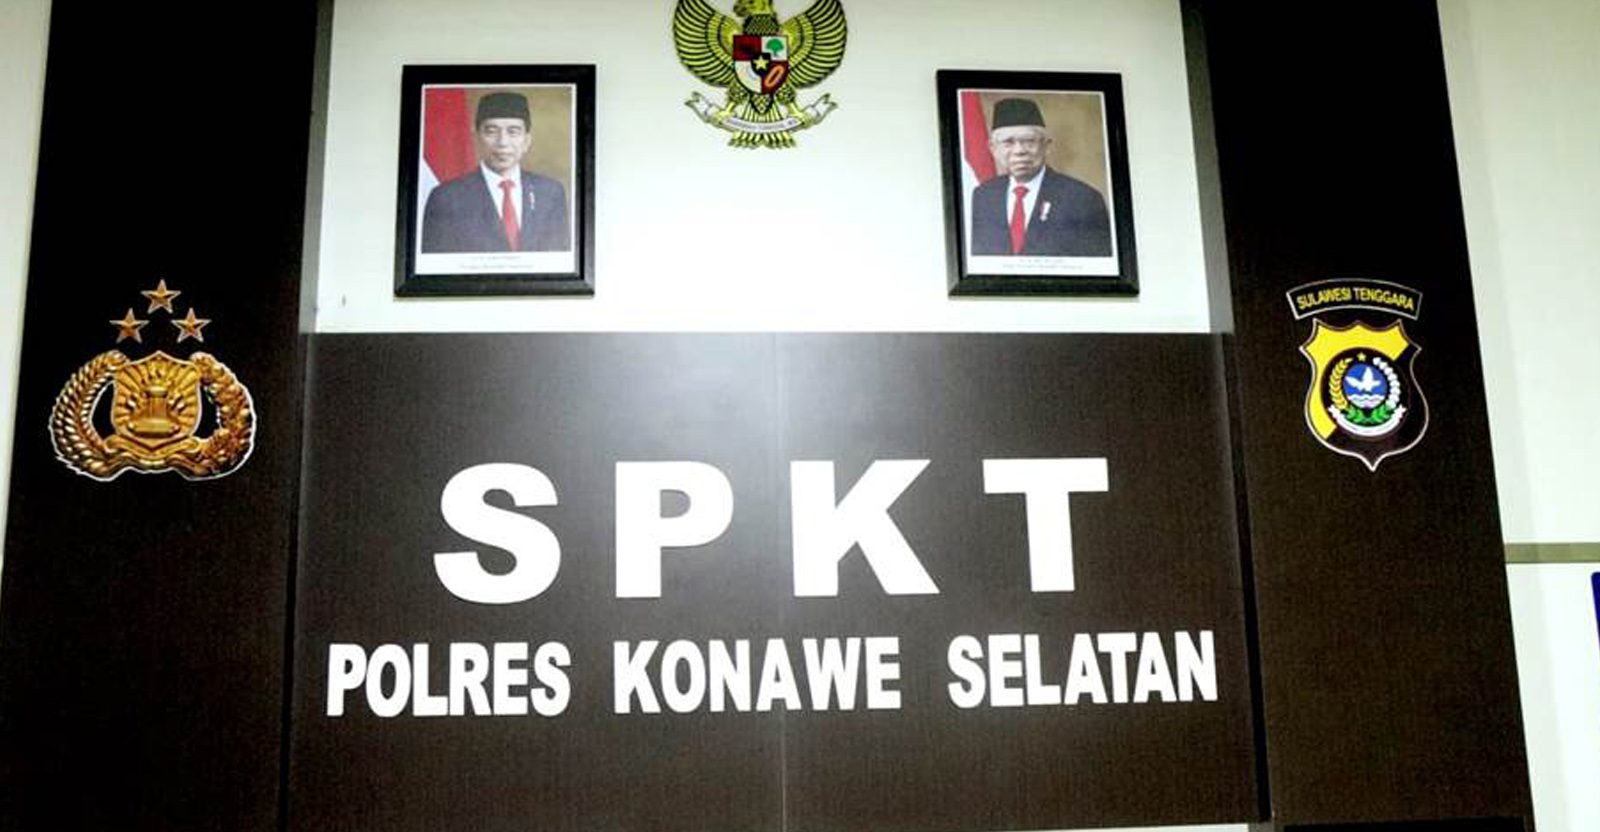 SULAWESI TENGGARA
SPKT
POLRES KONAWE SELATAN